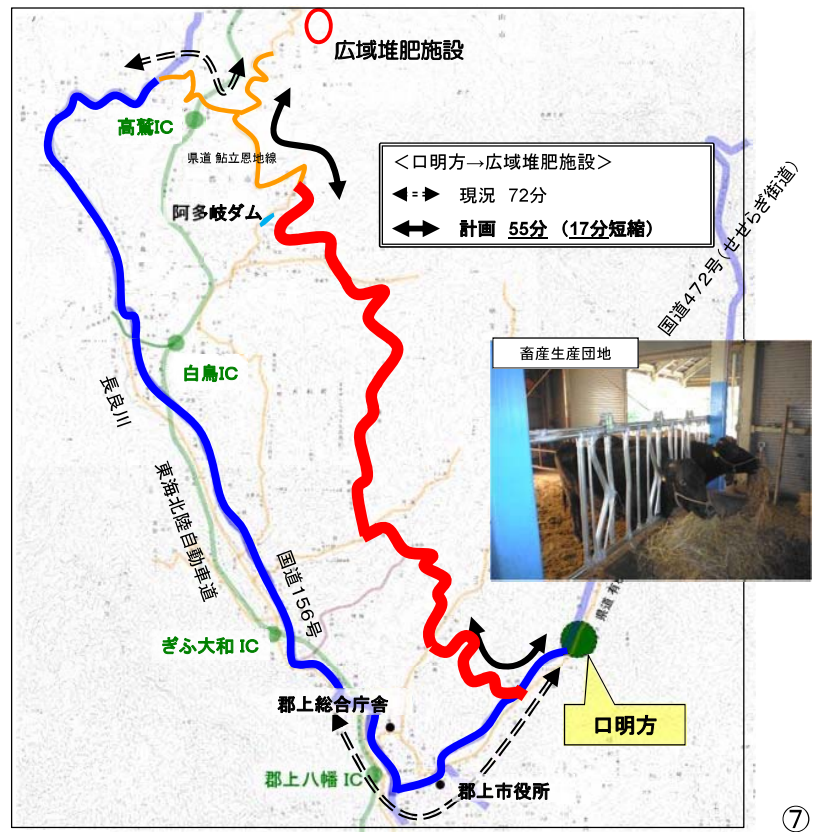 広域堆肥施設
高鷲IC
県道 鮎立恩地線
＜口明方→広域堆肥施設＞
現況 72分
計画 55分 （17分短縮）
阿多岐ダム
国道472号（せせらぎ街道）
畜産生産団地
白鳥IC
長良川
東海北陸自動車道
国道156号
県道 有
ぎふ大和 IC
郡上総合庁舎
口明方
郡上八幡 IC
郡上市役所
⑦